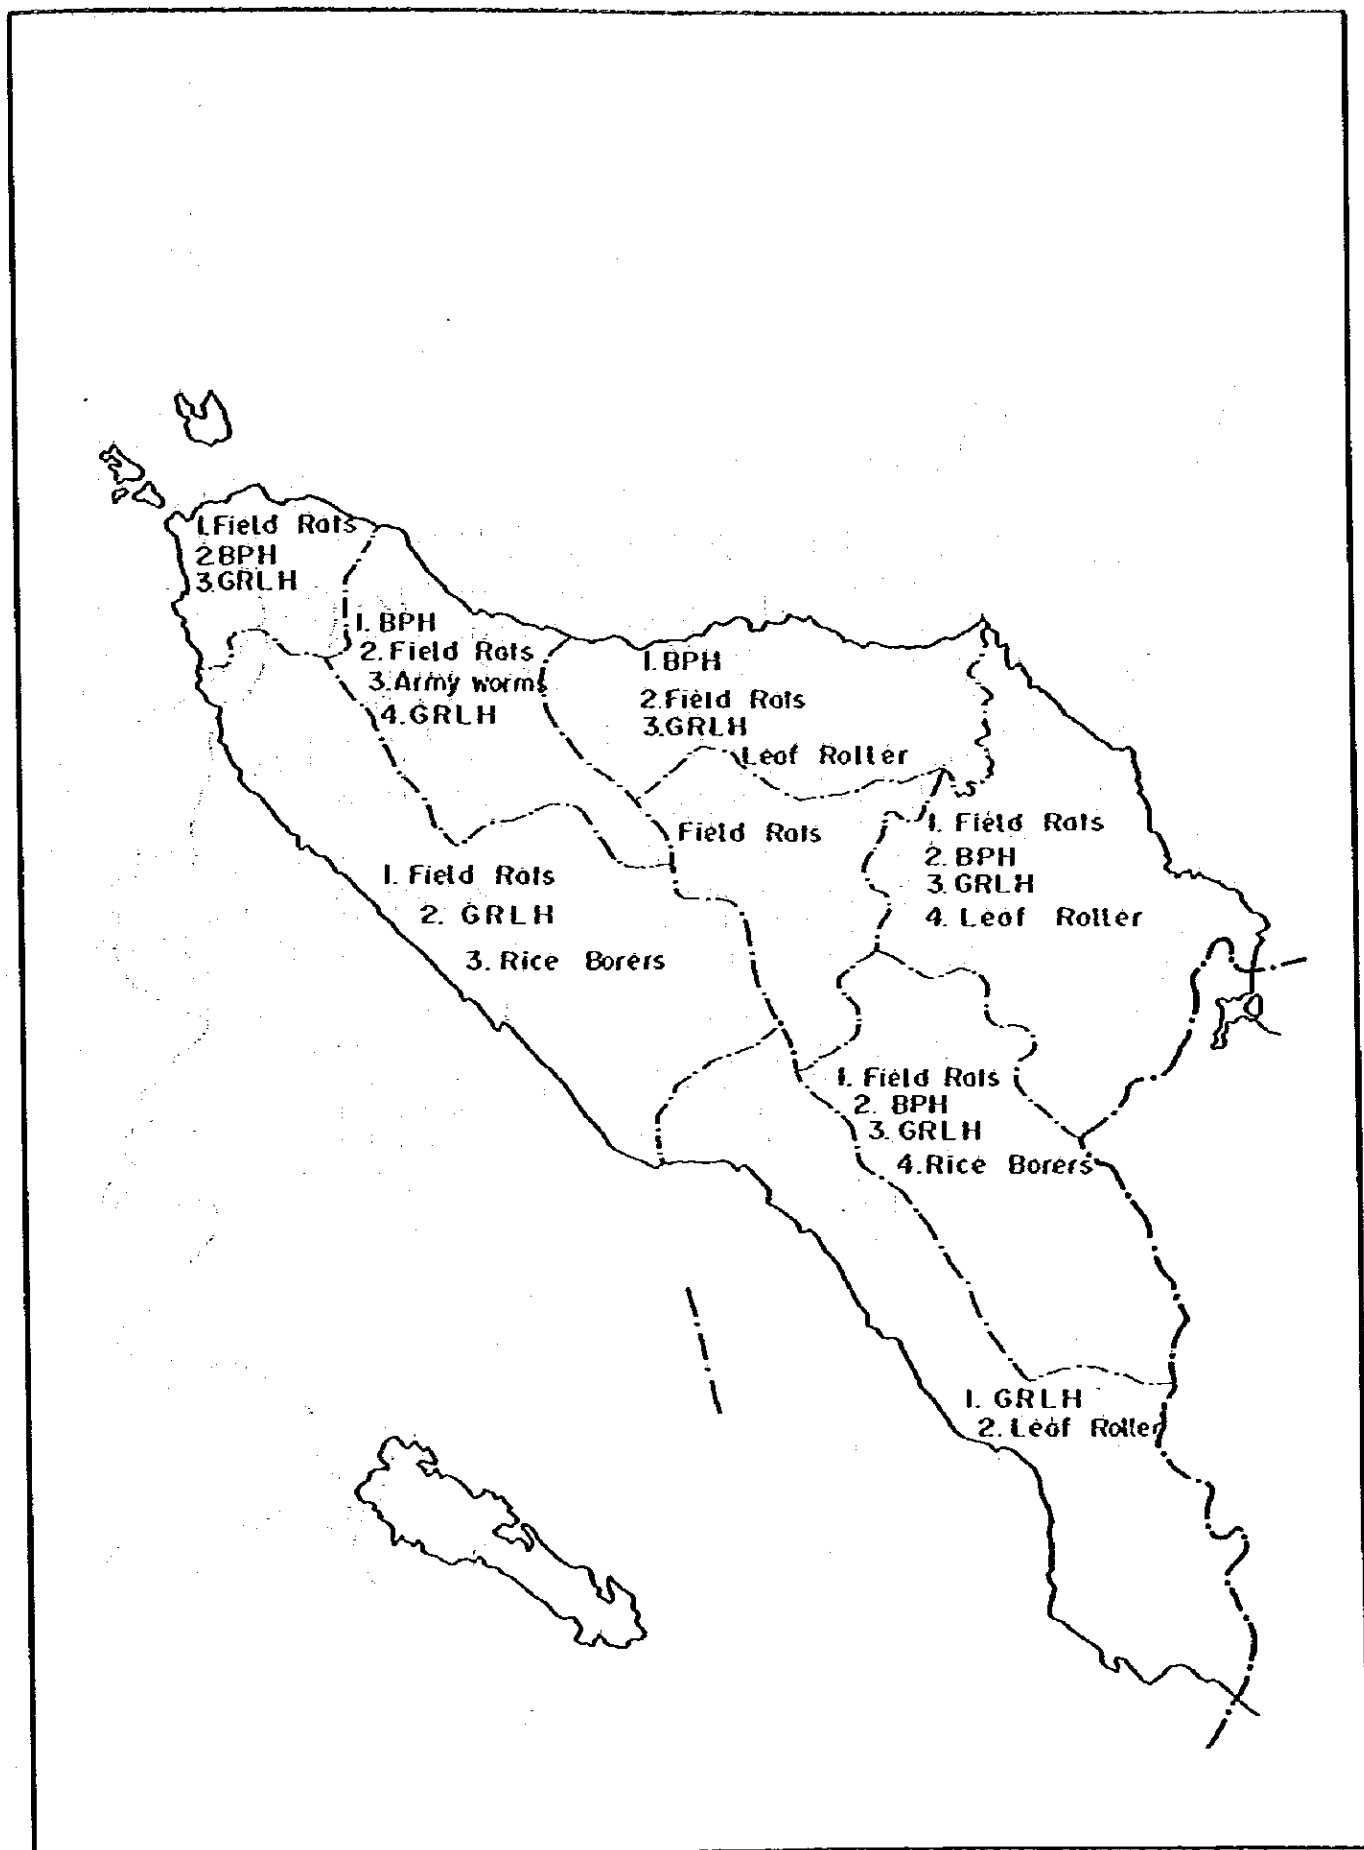 1.Field Rats
2.BPH
3.GRLH
1. BPH
2. Field Rats
3. Army worms
4. GRLH
1. BPH
2. Field Rats
3. GRLH
Leaf Roller
Field Rats
1. Field Rats
2. BPH
3. GRLH
4. Leaf Roller
1. Field Rats
2. GRLH
3. Rice Borers
1. Field Rats
2. BPH
3. GRLH
4. Rice Borers
1. GRLH
2. Leaf Roller